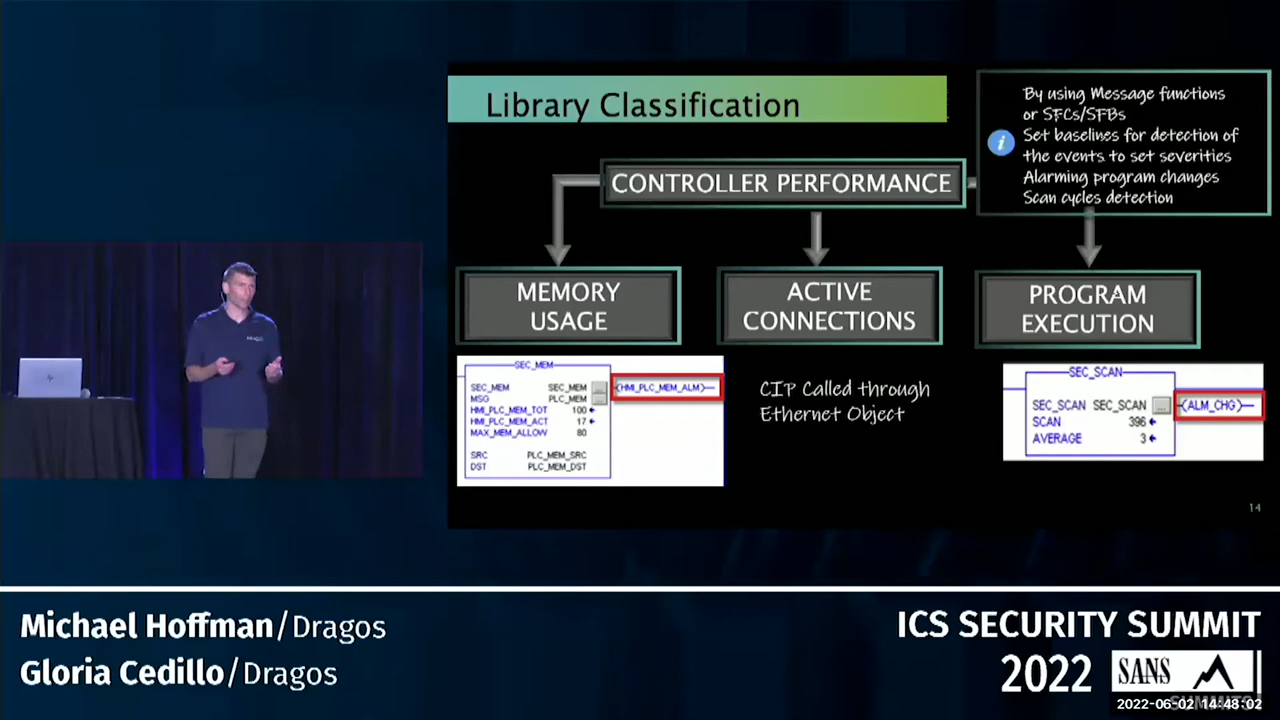 Library Classification
By using Message functions
or SFCs/SFBs
Set baselines for detection of
the events to set severities
Alarming program changes
Scan cycles detection
i
CONTROLLER PERFORMANCE
MEMORY
USAGE
ACTIVE
CONNECTIONS
PROGRAM
EXECUTION
SEC_MEM
SEC_MEM SEC_MEM ...
MSG PLC_MEM ...
HMI_PLC_MEM_TOT 100
HMI_PLC_MEM_ACT 17
MAX_MEM_ALLOW 80
SRC PLC_MEM_SRC
DST PLC_MEM_DST
HMI_PLC_MEM_ALM
CIP Called through
Ethernet Object
SEC_SCAN
SEC_SCAN SEC_SCAN ...
SCAN 396
AVERAGE 3
ALM_CHG
14
Michael Hoffman/Dragos
Gloria Cedillo/Dragos
ICS SECURITY SUMMIT
2022
SANS
SUMMITS
2022-06-02 14:48:02